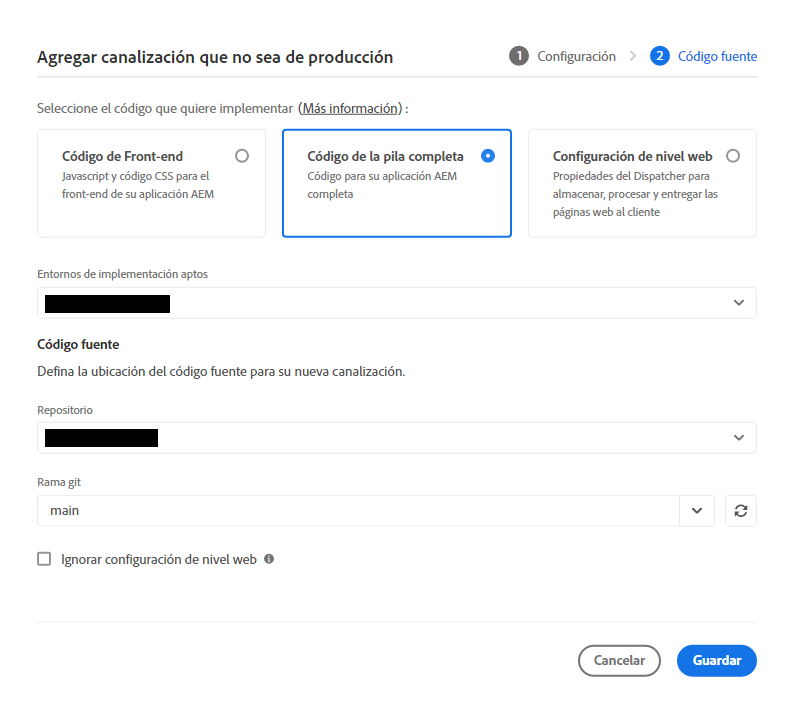 Agregar canalización que no sea de producción
1 Configuración > 2 Código fuente
Seleccione el código que quiere implementar (Más información) :
Código de Front-end
Javascript y código CSS para el
front-end de su aplicación AEM
Código de la pila completa
Código para su aplicación AEM
completa
Configuración de nivel web
Propiedades del Dispatcher para
almacenar, procesar y entregar las
páginas web al cliente
Entornos de implementación aptos
Código fuente
Defina la ubicación del código fuente para su nueva canalización.
Repositorio
Rama git
main
Ignorar configuración de nivel web
Cancelar
Guardar